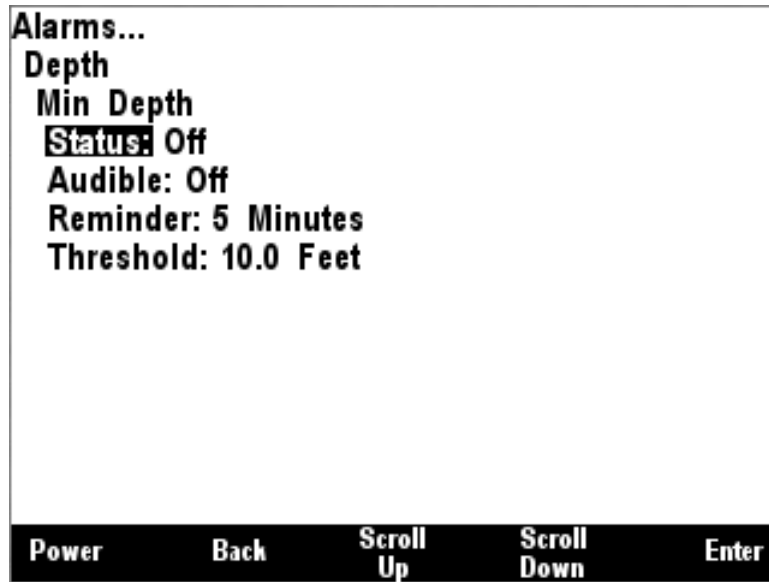 Alarms...
Depth
Min Depth
Status: Off
Audible: Off
Reminder: 5 Minutes
Threshold: 10.0 Feet
Power Back Scroll Up Scroll Down Enter